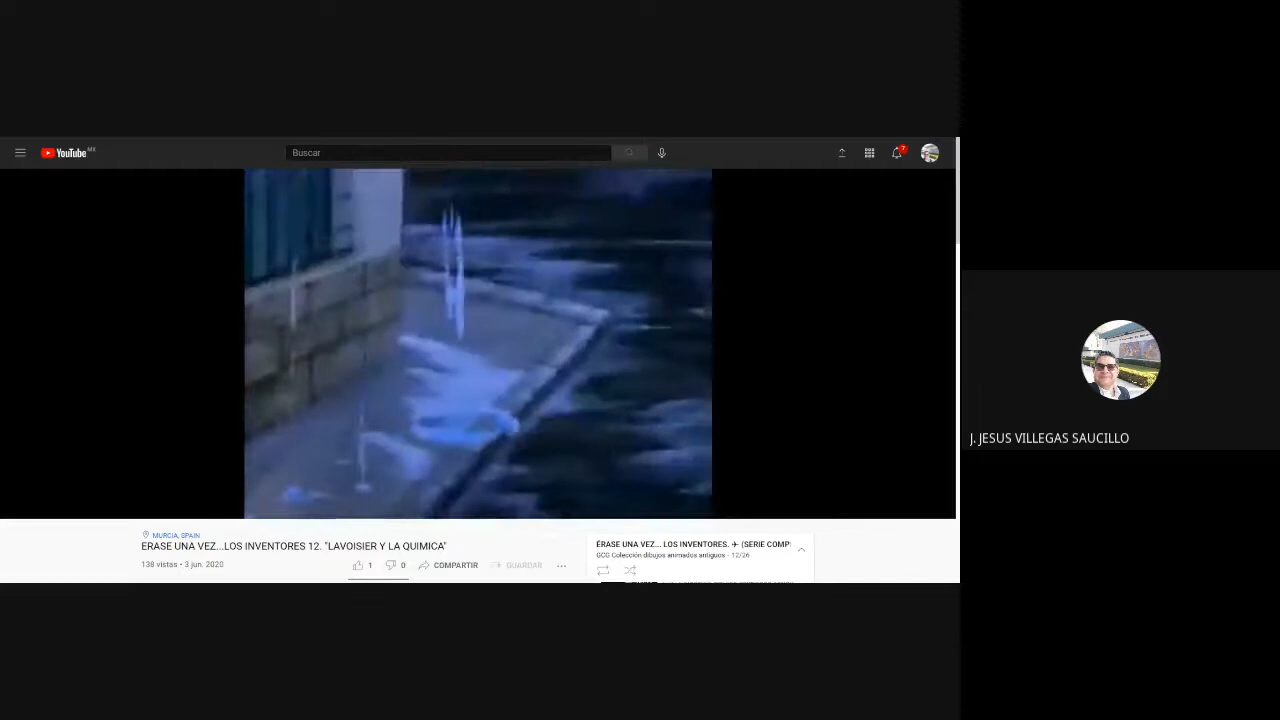 YouTube MX
Buscar
7
MURCIA, SPAIN
ERASE UNA VEZ...LOS INVENTORES 12. "LAVOISIER Y LA QUIMICA"
138 vistas • 3 jun. 2020
1
0
COMPARTIR
GUARDAR
ÉRASE UNA VEZ... LOS INVENTORES. ✈ (SERIE COMP
GCG Colección dibujos animados antiguos - 12/26
J. JESUS VILLEGAS SAUCILLO